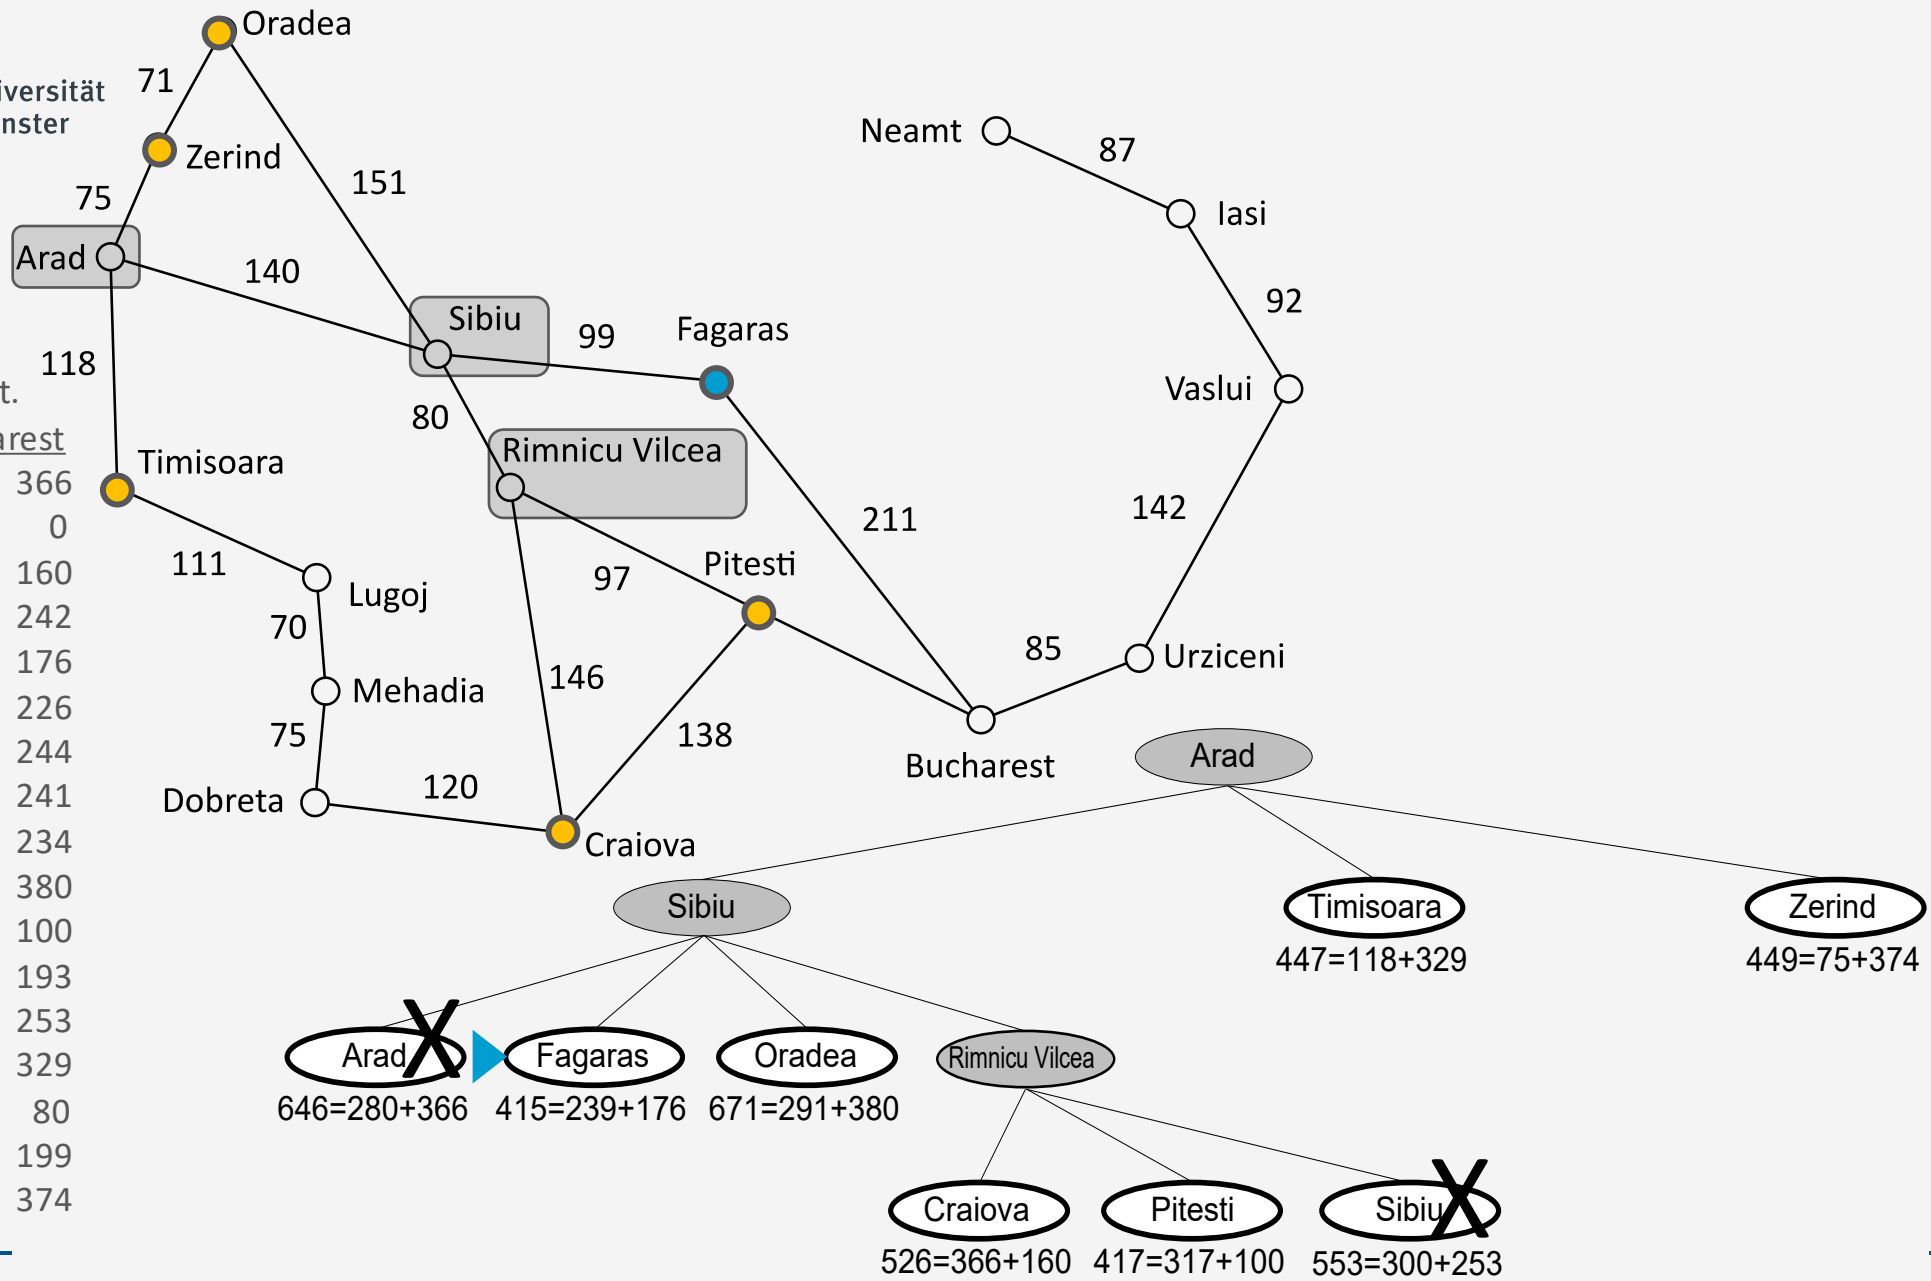 Oradea
71
iversität
nster
Neamt
87
Zerind
151
75
Iasi
Arad
140
92
Sibiu
99
Fagaras
118
t.
Vaslui
80
arest
Rimnicu Vilcea
Timisoara
366
142
211
0
Pitesti
111
97
160
Lugoj
242
70
85
Urziceni
176
146
Mehadia
226
75
138
244
Bucharest
Arad
241
Dobreta
120
234
Craiova
380
Sibiu
Timisoara
Zerind
100
447=118+329
449=75+374
193
253
Arad X
Fagaras
Oradea
Rimnicu Vilcea
329
646=280+366
415=239+176
671=291+380
80
199
374
Craiova
Pitesti
Sibiu X
526=366+160
417=317+100
553=300+253